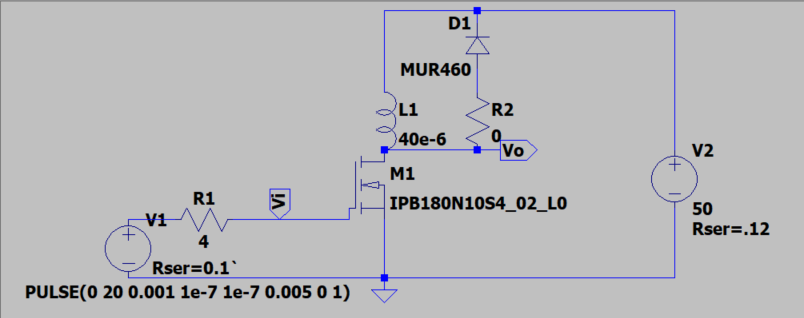 D1
MUR460
L1
40e-6
R2
0
Vo
V2
50
Rser=.12
M1
IPB180N10S4_02_L0
R1
4
Vi
V1
Rser=0.1`
PULSE(0 20 0.001 1e-7 1e-7 0.005 0 1)